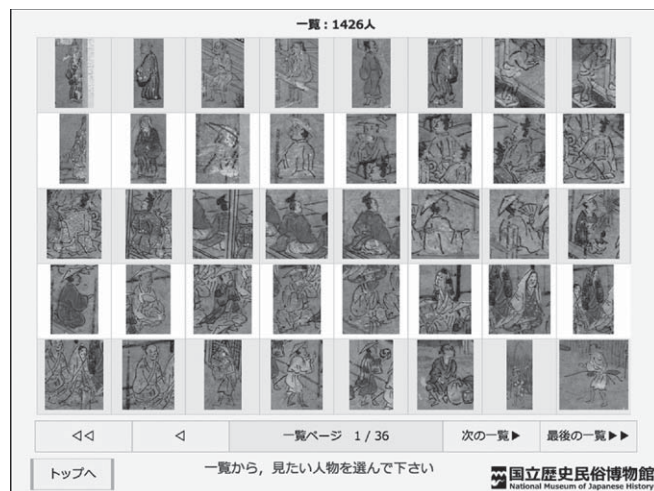 一覧：1426人
◁◁ ◁ 一覧ページ 1 / 36 次の一覧▶ 最後の一覧▶▶
トップへ
一覧から，見たい人物を選んで下さい
国立歴史民俗博物館
National Museum of Japanese History